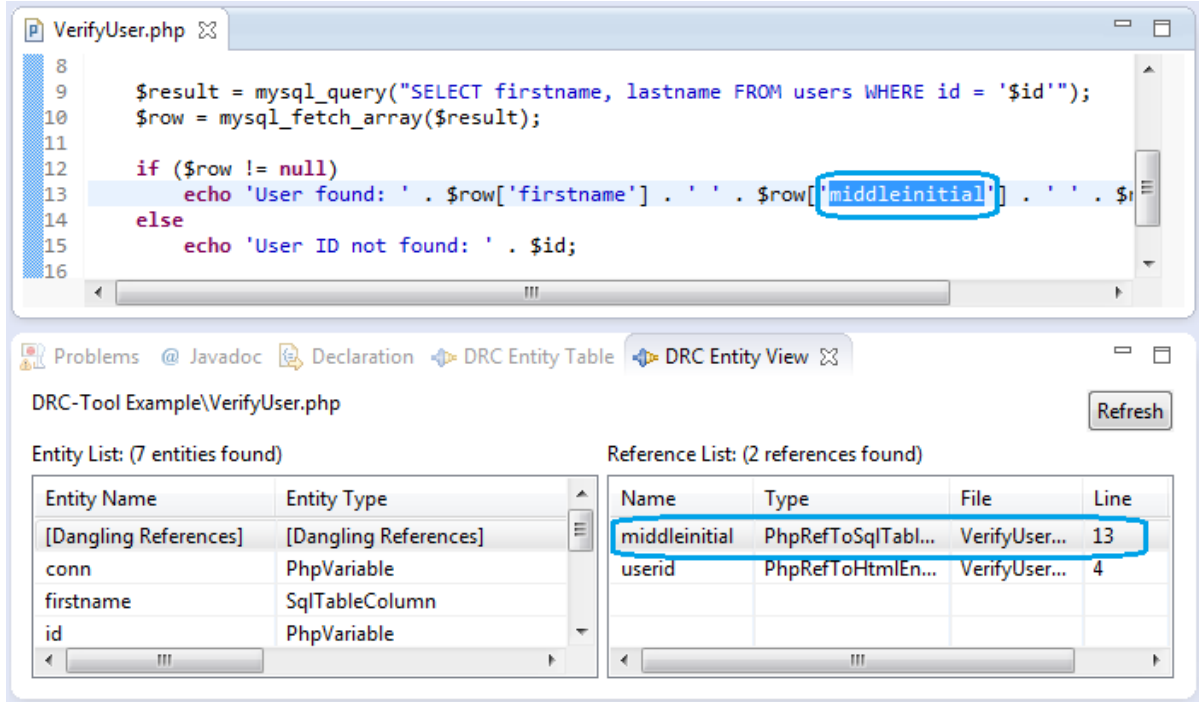 VerifyUser.php
8
9 $result = mysql_query("SELECT firstname, lastname FROM users WHERE id = '$id'");
10 $row = mysql_fetch_array($result);
11
12 if ($row != null)
13 echo 'User found: ' . $row['firstname'] . ' ' . $row['middleinitial'] . ' ' . $r
14 else
15 echo 'User ID not found: ' . $id;
16
Problems @ Javadoc Declaration DRC Entity Table DRC Entity View
DRC-Tool Example\VerifyUser.php
Refresh
Entity List: (7 entities found) Reference List: (2 references found)
Entity Name Entity Type Name Type File Line
[Dangling References] [Dangling References] middleinitial PhpRefToSqlTabl... VerifyUser... 13
conn PhpVariable userid PhpRefToHtmlEn... VerifyUser... 4
firstname SqlTableColumn
id PhpVariable